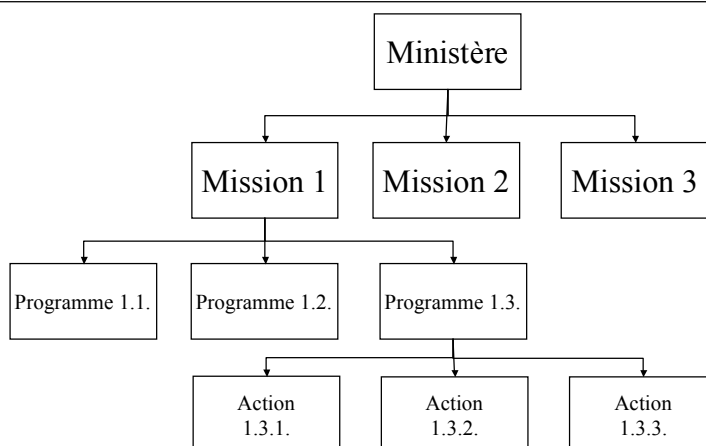 Ministère
Mission 1
Mission 2
Mission 3
Programme 1.1.
Programme 1.2.
Programme 1.3.
Action
1.3.1.
Action
1.3.2.
Action
1.3.3.